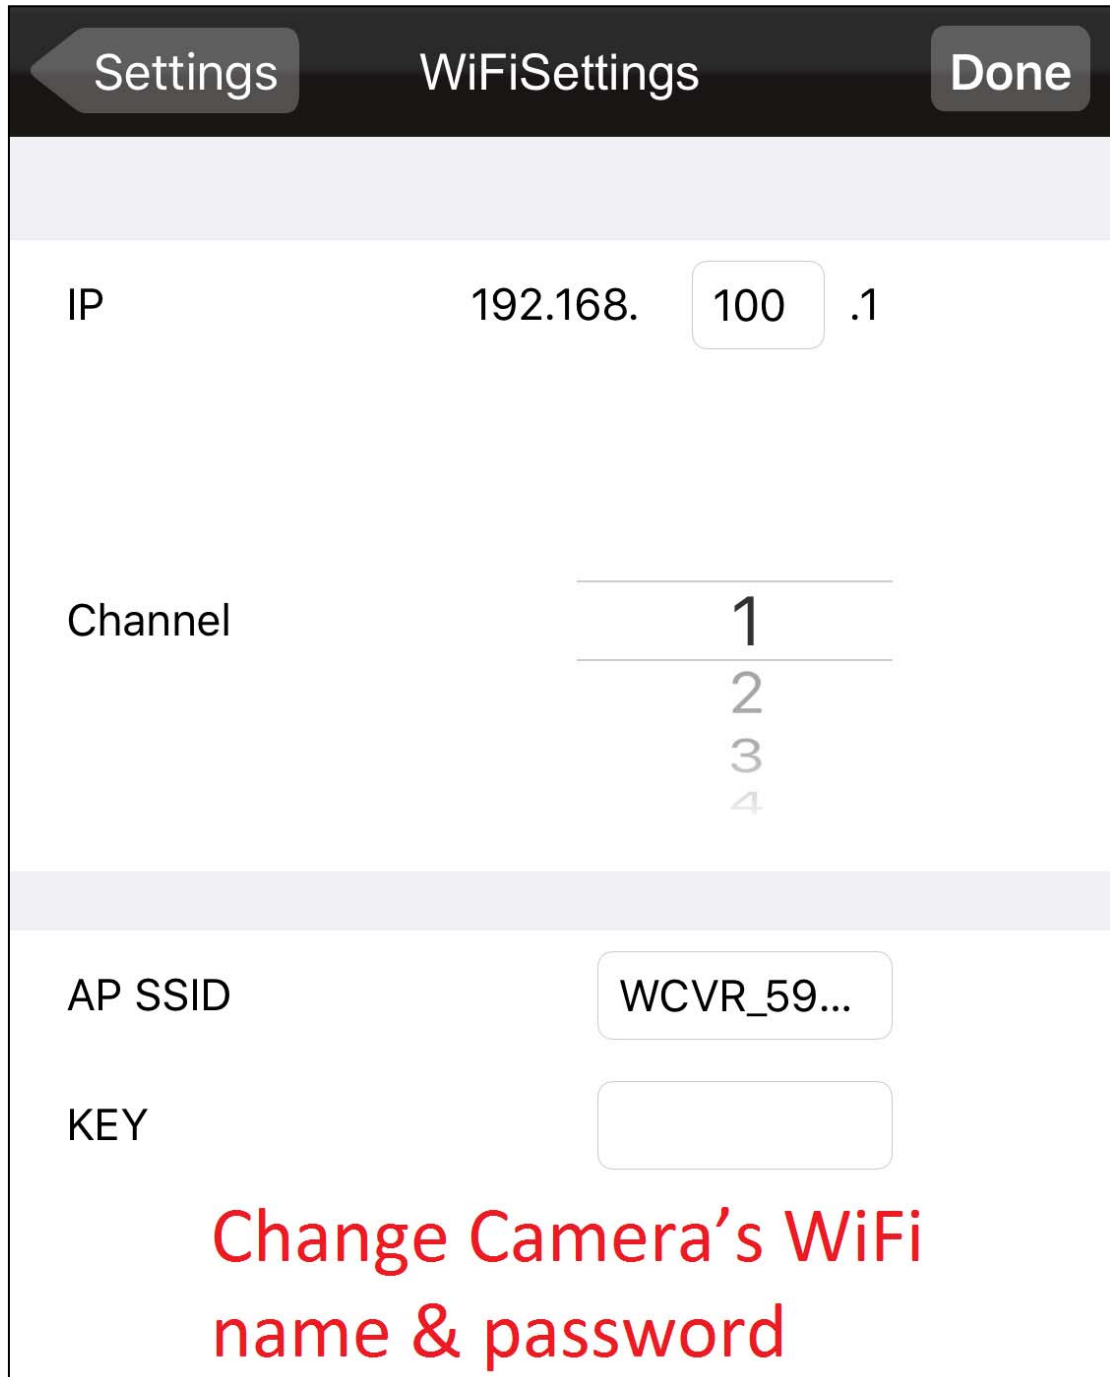 Settings WiFiSettings Done
IP 192.168. 100 .1
Channel 1
2
3
4
AP SSID WCVR_59...
KEY
Change Camera’s WiFi
name & password